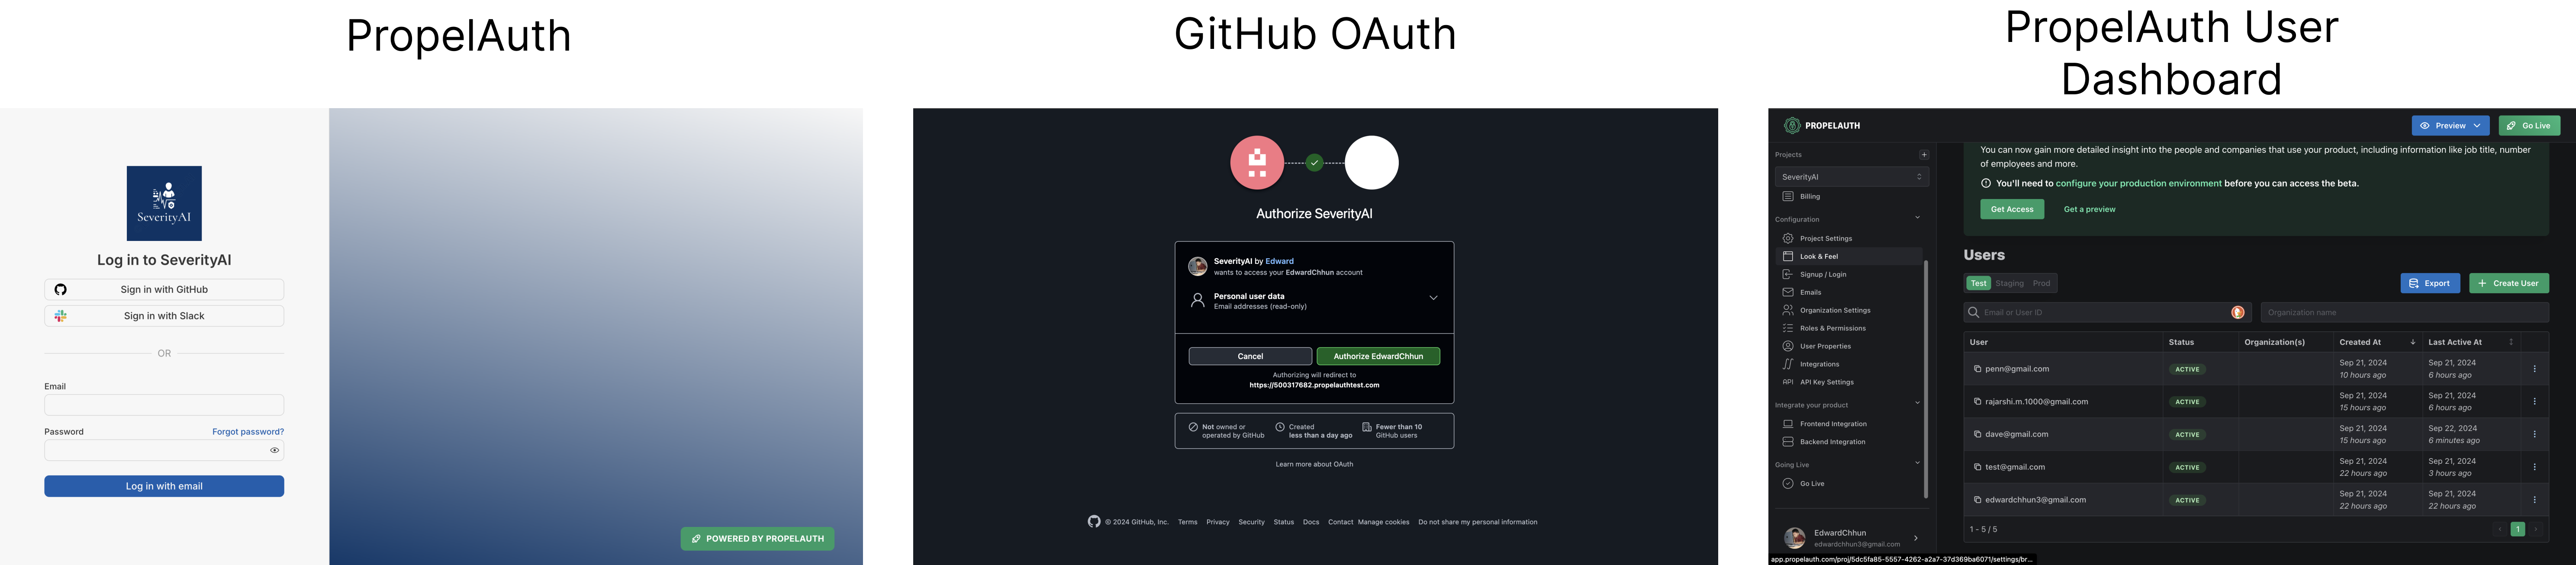 PropelAuth
GitHub OAuth
PropelAuth User
Dashboard
SeverityAI
Log in to SeverityAI
Sign in with GitHub
Sign in with Slack
OR
Email
Password
Forgot password?
Log in with email
POWERED BY PROPELAUTH
Authorize SeverityAI
SeverityAI by Edward
wants to access your EdwardChhun account
Personal user data
Email addresses (read-only)
Cancel
Authorize EdwardChhun
Authorizing will redirect to
https://500317682.propelauthtest.com
Not owned or
operated by GitHub
Created
less than a day ago
Fewer than 10
GitHub users
Learn more about OAuth
© 2024 GitHub, Inc. Terms Privacy Security Status Docs Contact Manage cookies Do not share my personal information
PROPELAUTH
Preview
Go Live
Projects
SeverityAI
Billing
Configuration
Project Settings
Look & Feel
Signup / Login
Emails
Organization Settings
Roles & Permissions
User Properties
Integrations
API API Key Settings
Integrate your product
Frontend Integration
Backend Integration
Going Live
Go Live
EdwardChhun
edwardchhun3@gmail.com
app.propelauth.com/proj/5dc5fa85-5557-4262-a2a7-37d369ba6071/settings/br...
You can now gain more detailed insight into the people and companies that use your product, including information like job title, number
of employees and more.
You'll need to configure your production environment before you can access the beta.
Get Access
Get a preview
Users
Test Staging Prod
Export
Create User
Email or User ID
Organization name
User Status Organization(s) Created At Last Active At
penn@gmail.com ACTIVE Sep 21, 2024 Sep 21, 2024
10 hours ago 6 hours ago
rajarshi.m.1000@gmail.com ACTIVE Sep 21, 2024 Sep 21, 2024
15 hours ago 6 hours ago
dave@gmail.com ACTIVE Sep 21, 2024 Sep 22, 2024
15 hours ago 6 minutes ago
test@gmail.com ACTIVE Sep 21, 2024 Sep 21, 2024
22 hours ago 3 hours ago
edwardchhun3@gmail.com ACTIVE Sep 21, 2024 Sep 21, 2024
22 hours ago 22 hours ago
1 - 5 / 5
1